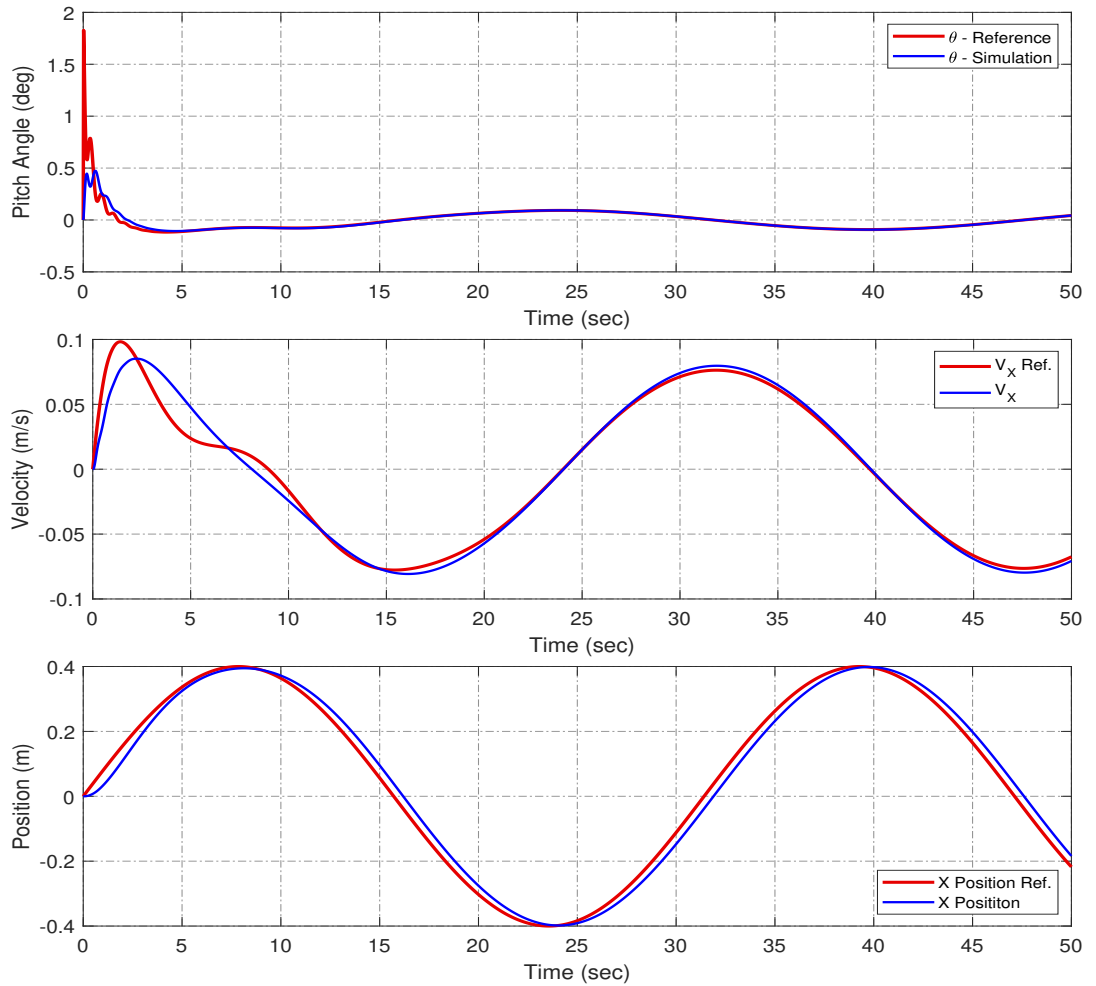 2
1.5
1
0.5
0
-0.5
Pitch Angle (deg)
θ - Reference
θ - Simulation
0 5 10 15 20 25 30 35 40 45 50
Time (sec)
0.1
0.05
0
-0.05
-0.1
Velocity (m/s)
V_X Ref.
V_X
0 5 10 15 20 25 30 35 40 45 50
Time (sec)
0.4
0.2
0
-0.2
-0.4
Position (m)
X Position Ref.
X Posititon
0 5 10 15 20 25 30 35 40 45 50
Time (sec)